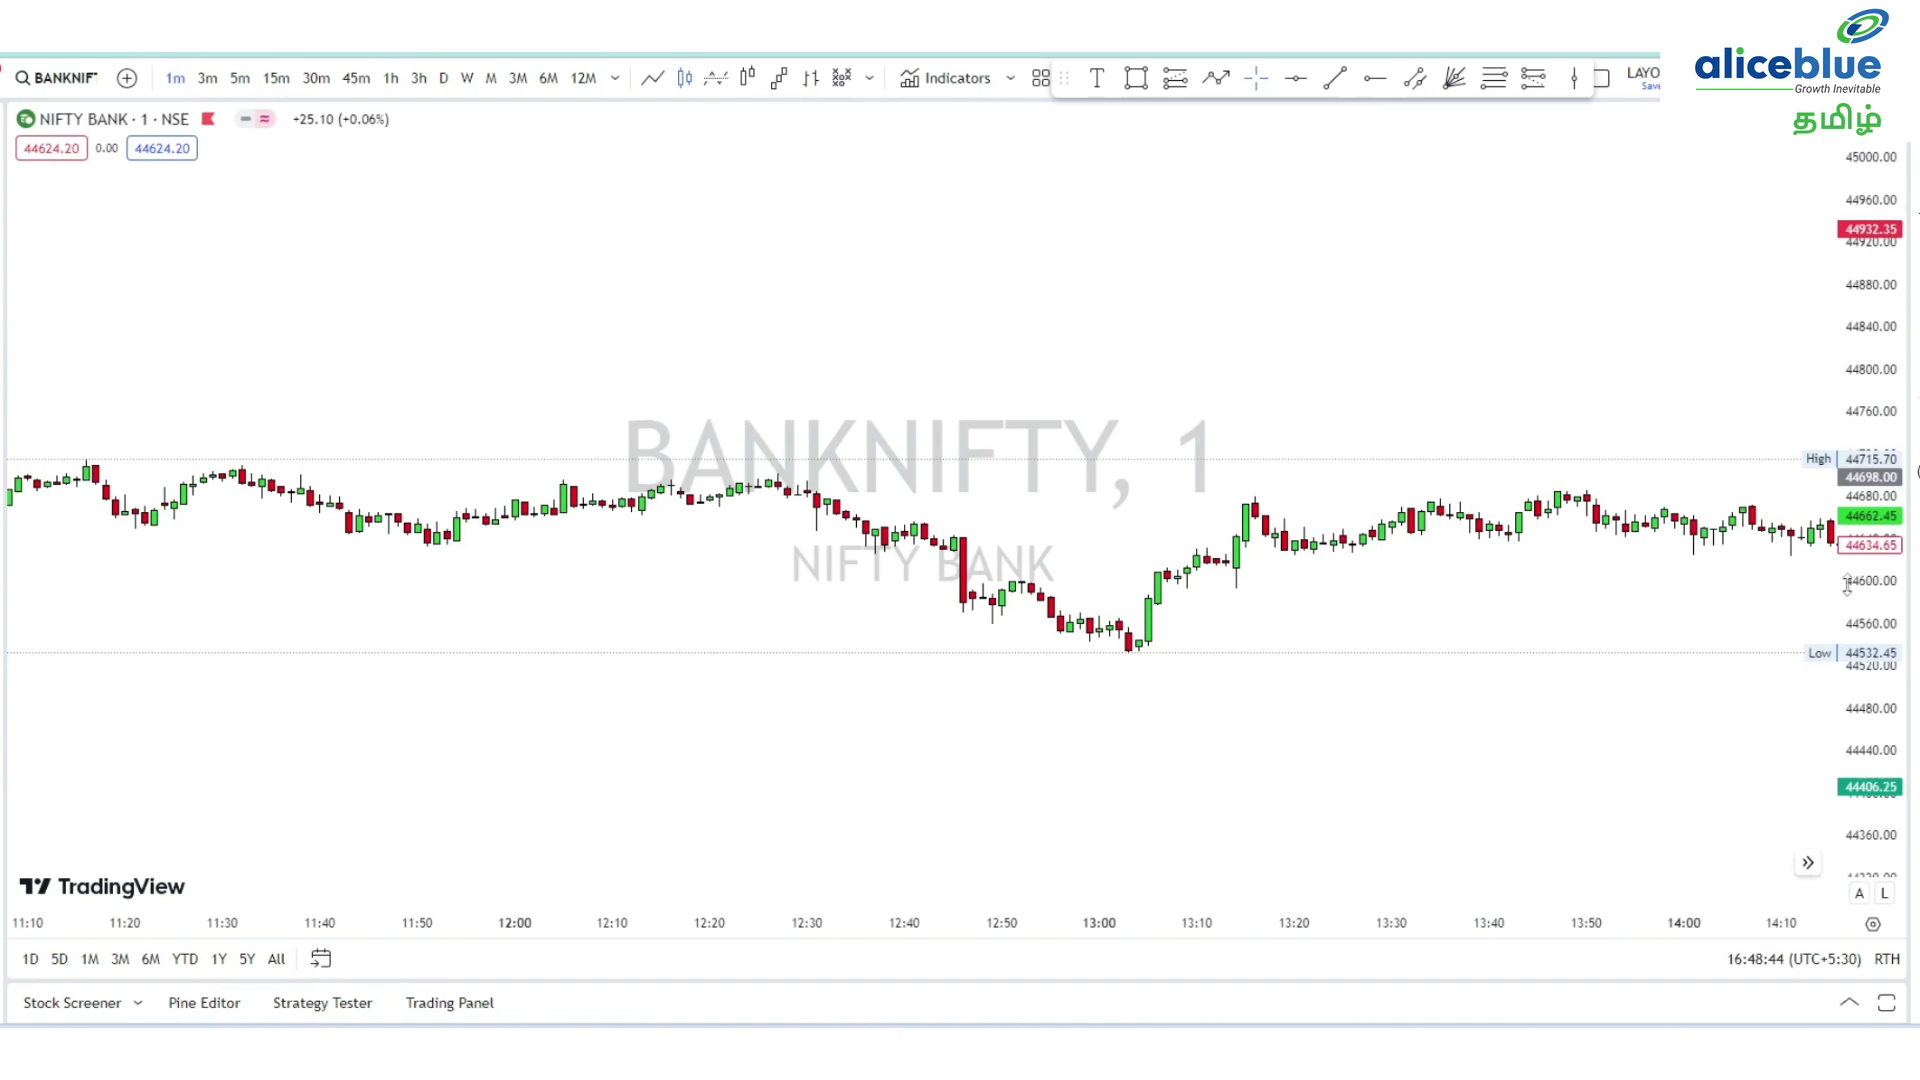 aliceblue
Growth Inevitable
தமிழ்
BANKNIF
1m 3m 5m 15m 30m 45m 1h 3h D W M 3M 6M 12M
Indicators
LAYO
Save
NIFTY BANK · 1 · NSE
+25.10 (+0.06%)
44624.20 0.00 44624.20
BANKNIFTY, 1
NIFTY BANK
45000.00
44960.00
44932.35
44920.00
44880.00
44840.00
44800.00
44760.00
High 44715.70
44698.00
44680.00
44662.45
44634.65
44600.00
44560.00
Low 44532.45
44520.00
44480.00
44440.00
44406.25
44360.00
TradingView
A L
11:10 11:20 11:30 11:40 11:50 12:00 12:10 12:20 12:30 12:40 12:50 13:00 13:10 13:20 13:30 13:40 13:50 14:00 14:10
1D 5D 1M 3M 6M YTD 1Y 5Y All
16:48:44 (UTC+5:30) RTH
Stock Screener Pine Editor Strategy Tester Trading Panel